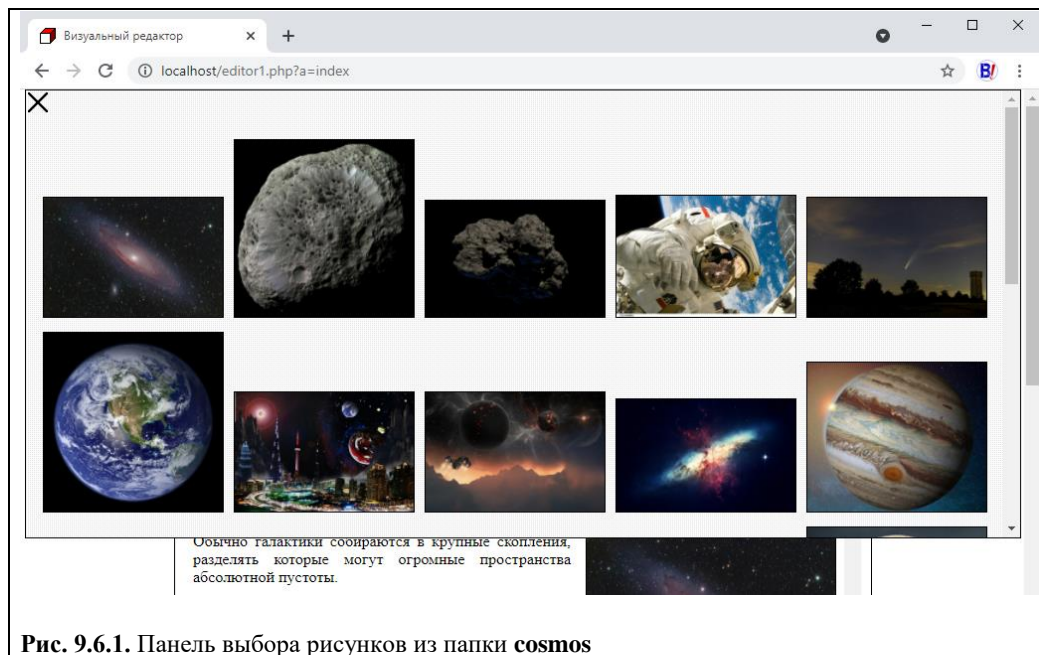 Визуальный редактор
localhost/editor1.php?a=index
B!
Обычно галактики собираются в крупные скопления,
разделять которые могут огромные пространства
абсолютной пустоты.
Рис. 9.6.1. Панель выбора рисунков из папки cosmos